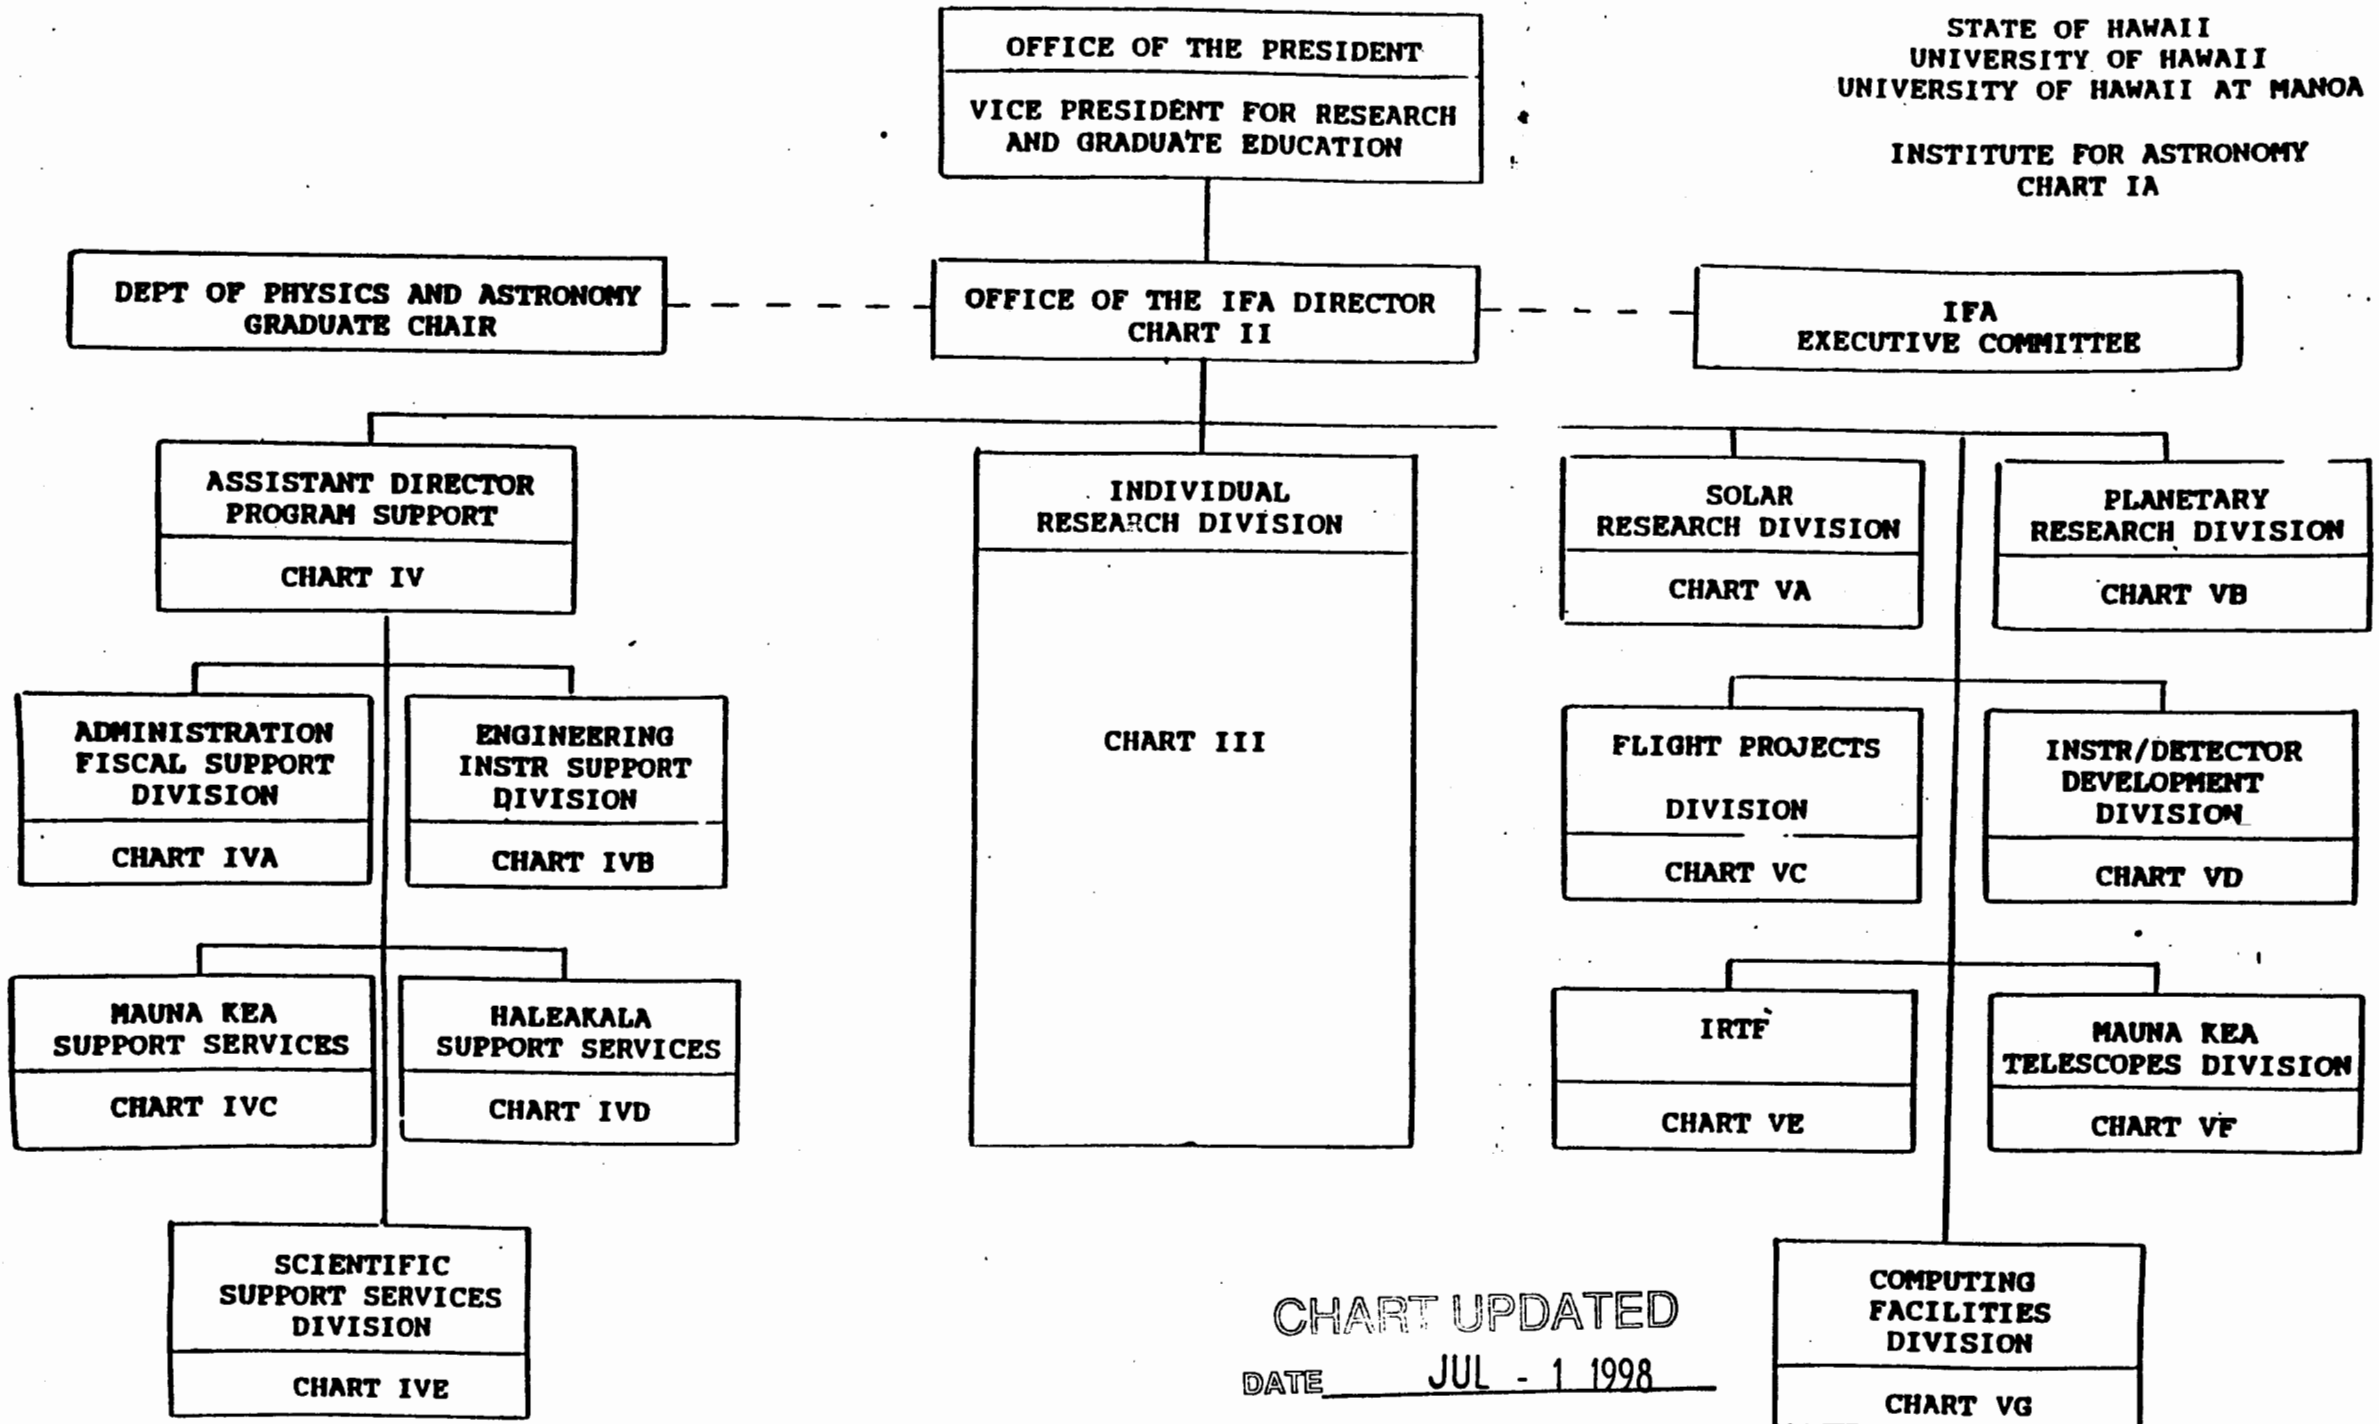 STATE OF HAWAII
UNIVERSITY OF HAWAII
UNIVERSITY OF HAWAII AT MANOA
INSTITUTE FOR ASTRONOMY
CHART IA
OFFICE OF THE PRESIDENT
VICE PRESIDENT FOR RESEARCH
AND GRADUATE EDUCATION
DEPT OF PHYSICS AND ASTRONOMY
GRADUATE CHAIR
OFFICE OF THE IFA DIRECTOR
CHART II
IFA
EXECUTIVE COMMITTEE
ASSISTANT DIRECTOR
PROGRAM SUPPORT
CHART IV
INDIVIDUAL
RESEARCH DIVISION
CHART III
SOLAR
RESEARCH DIVISION
CHART VA
PLANETARY
RESEARCH DIVISION
CHART VB
ADMINISTRATION
FISCAL SUPPORT
DIVISION
CHART IVA
ENGINEERING
INSTR SUPPORT
DIVISION
CHART IVB
FLIGHT PROJECTS
DIVISION
CHART VC
INSTR/DETECTOR
DEVELOPMENT
DIVISION
CHART VD
MAUNA KEA
SUPPORT SERVICES
CHART IVC
HALEAKALA
SUPPORT SERVICES
CHART IVD
IRTF
CHART VE
MAUNA KEA
TELESCOPES DIVISION
CHART VF
SCIENTIFIC
SUPPORT SERVICES
DIVISION
CHART IVE
COMPUTING
FACILITIES
DIVISION
CHART VG
CHART UPDATED
DATE JUL - 1 1998